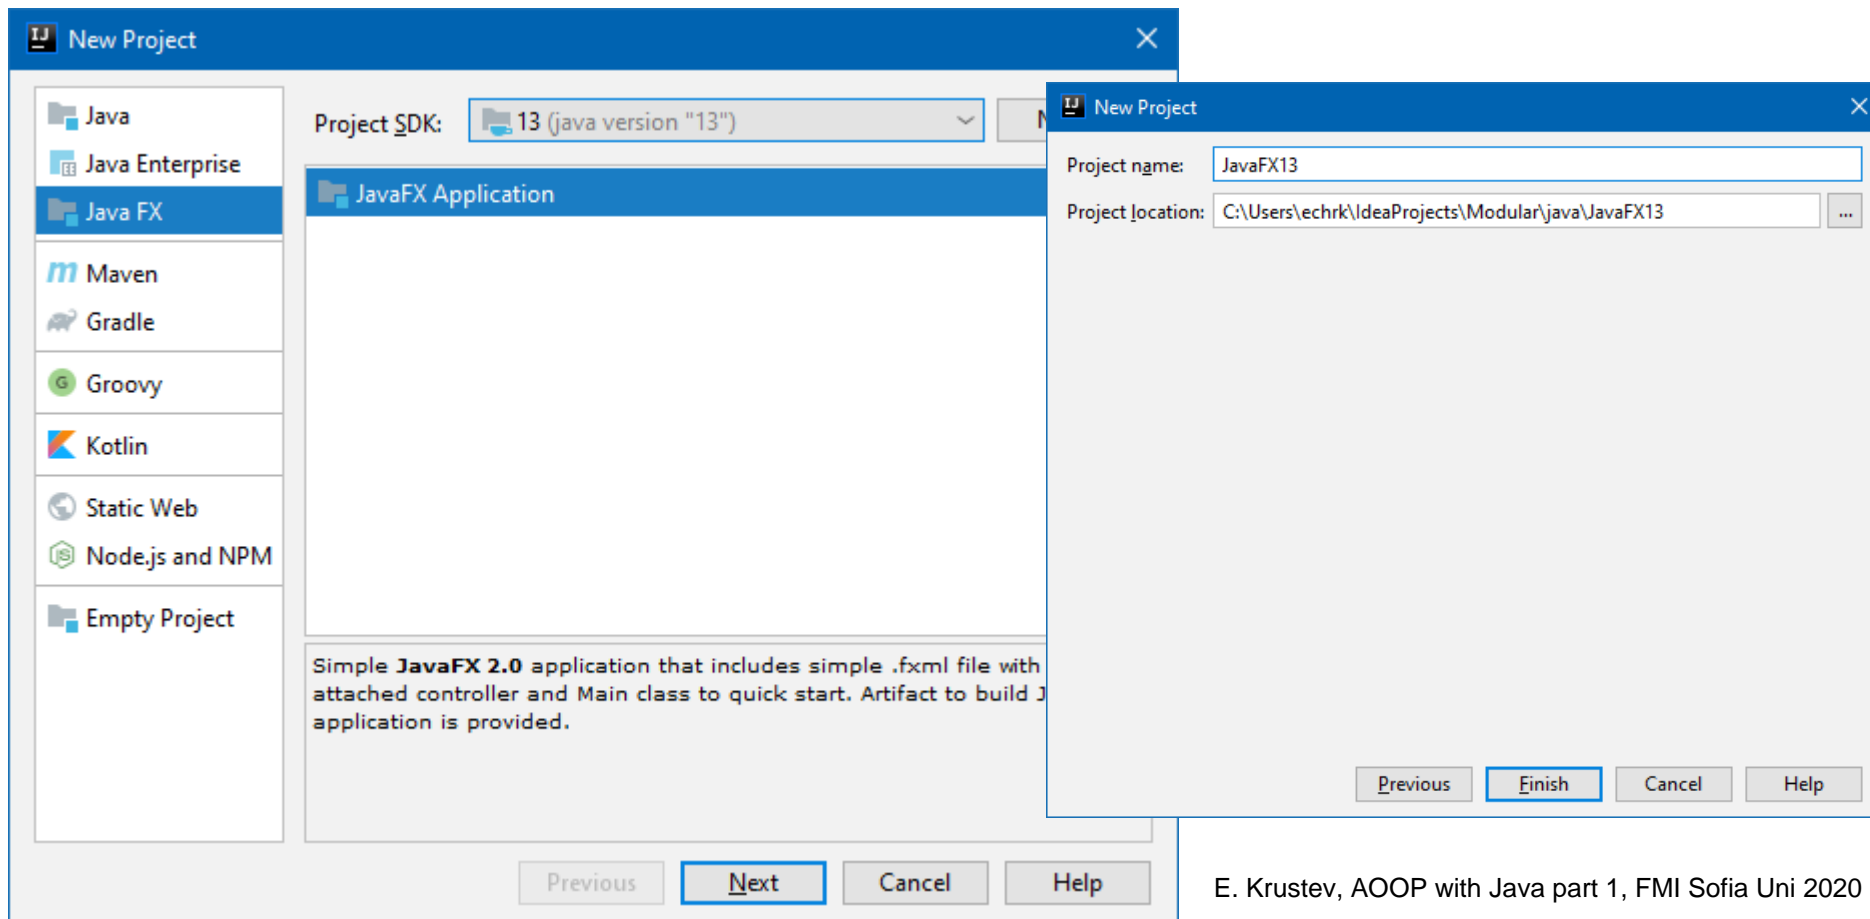 New Project
Java
Java Enterprise
Java FX
Maven
Gradle
Groovy
Kotlin
Static Web
Node.js and NPM
Empty Project
Project SDK: 13 (java version "13")
JavaFX Application
Simple JavaFX 2.0 application that includes simple .fxml file with
attached controller and Main class to quick start. Artifact to build
application is provided.
Previous Next Cancel Help
New Project
Project name: JavaFX13
Project location: C:\Users\echrk\IdeaProjects\Modular\java\JavaFX13 ...
Previous Finish Cancel Help
E. Krustev, AOOP with Java part 1, FMI Sofia Uni 2020